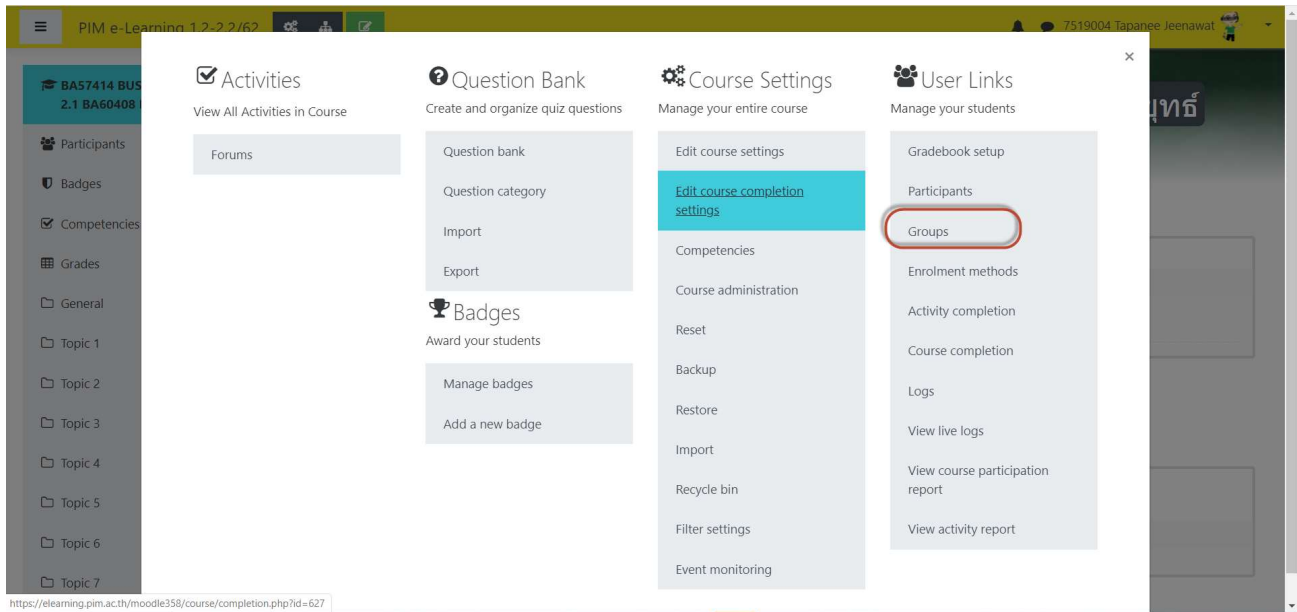 PIM e-Learning 1.2-2.2/62
7519004 Tapanee Jeenawat
BA57414 BUS
2.1 BA60408
Participants
Badges
Competencies
Grades
General
Topic 1
Topic 2
Topic 3
Topic 4
Topic 5
Topic 6
Topic 7
×
Activities
View All Activities in Course
Forums
Question Bank
Create and organize quiz questions
Question bank
Question category
Import
Export
Badges
Award your students
Manage badges
Add a new badge
Course Settings
Manage your entire course
Edit course settings
Edit course completion
settings
Competencies
Course administration
Reset
Backup
Restore
Import
Recycle bin
Filter settings
Event monitoring
User Links
Manage your students
Gradebook setup
Participants
Groups
Enrolment methods
Activity completion
Course completion
Logs
View live logs
View course participation
report
View activity report
ยุทธ์
https://elearning.pim.ac.th/moodle358/course/completion.php?id=627